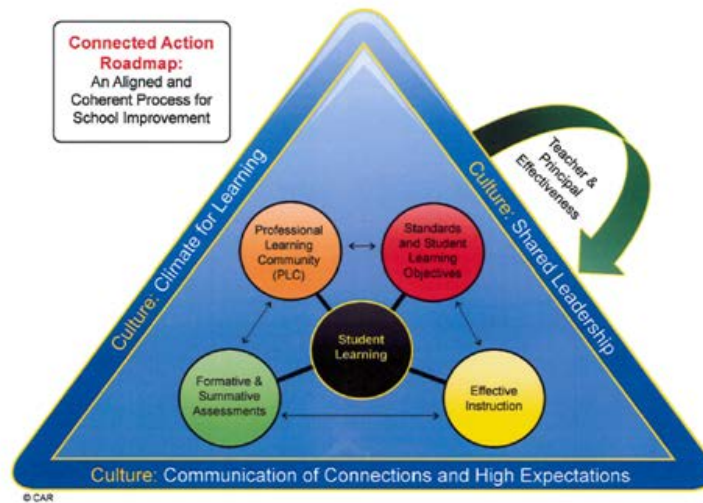 Connected Action
Roadmap:
An Aligned and
Coherent Process for
School Improvement
Culture: Climate for Learning
Culture: Shared Leadership
Teacher &
Principal
Effectiveness
Professional
Learning
Community
(PLC)
Standards and
Student
Learning
Objectives
Student
Learning
Formative &
Summative
Assessments
Effective
Instruction
Culture: Communication of Connections and High Expectations
© CAR